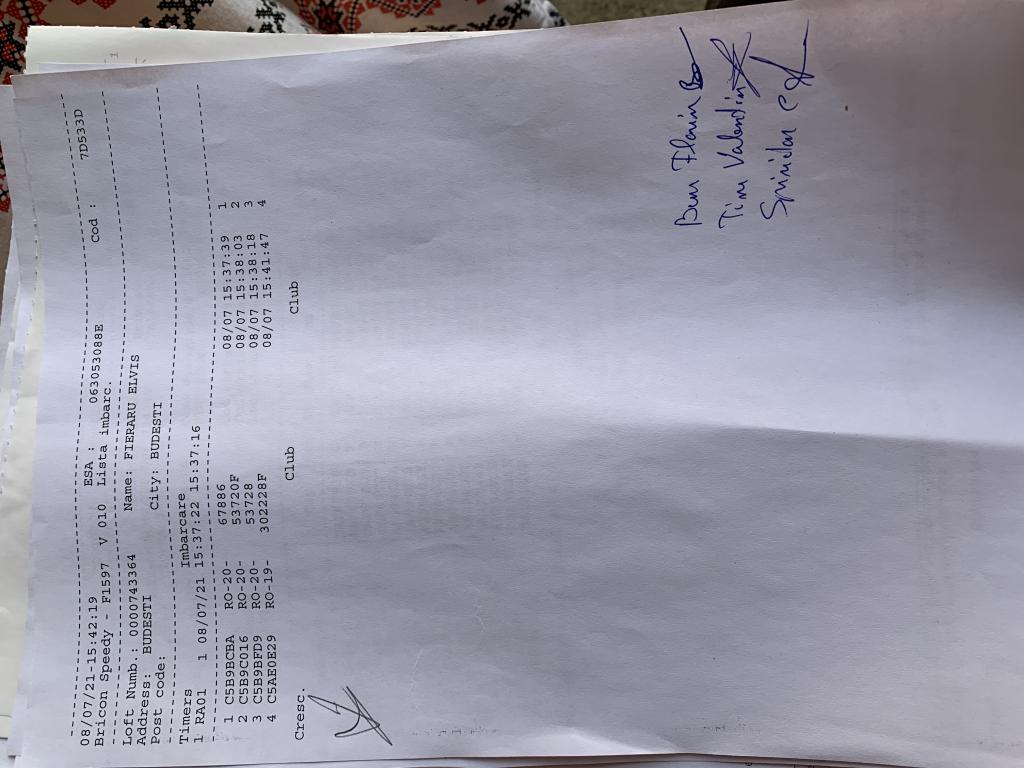 --------------------------------------------------------------------------------
08/07/21-15:42:19 ESA : 063053088E Cod : 7D533D
Bricon Speedy - F1597 V 010 Lista imbarc.
--------------------------------------------------------------------------------
Loft Numb.: 0000743364 Name: FIERARU ELVIS
Address: BUDESTI
Post code: City: BUDESTI
--------------------------------------------------------------------------------
Timers Imbarcare
1 RA01 1 08/07/21 15:37:22 15:37:16
--------------------------------------------------------------------------------
1 C5B9BCBA RO-20- 67886 08/07 15:37:39 1
2 C5B9C016 RO-20- 53720F 08/07 15:38:03 2
3 C5B9BFD9 RO-20- 53728 08/07 15:38:18 3
4 C5AE0E29 RO-19- 302228F 08/07 15:41:47 4
Cresc. Club Club
Florin
Tim Valentin